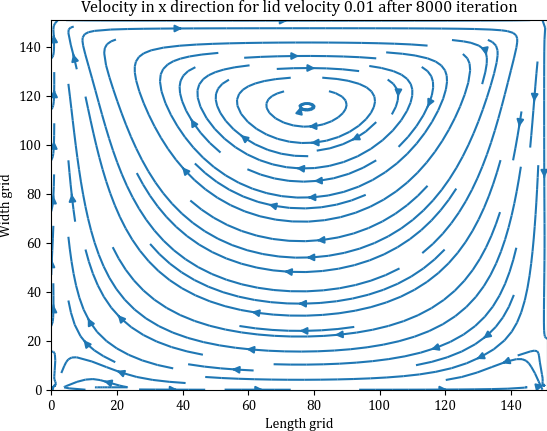 Velocity in x direction for lid velocity 0.01 after 8000 iteration
140
120
100
80
60
40
20
0
Width grid
0 20 40 60 80 100 120 140
Length grid